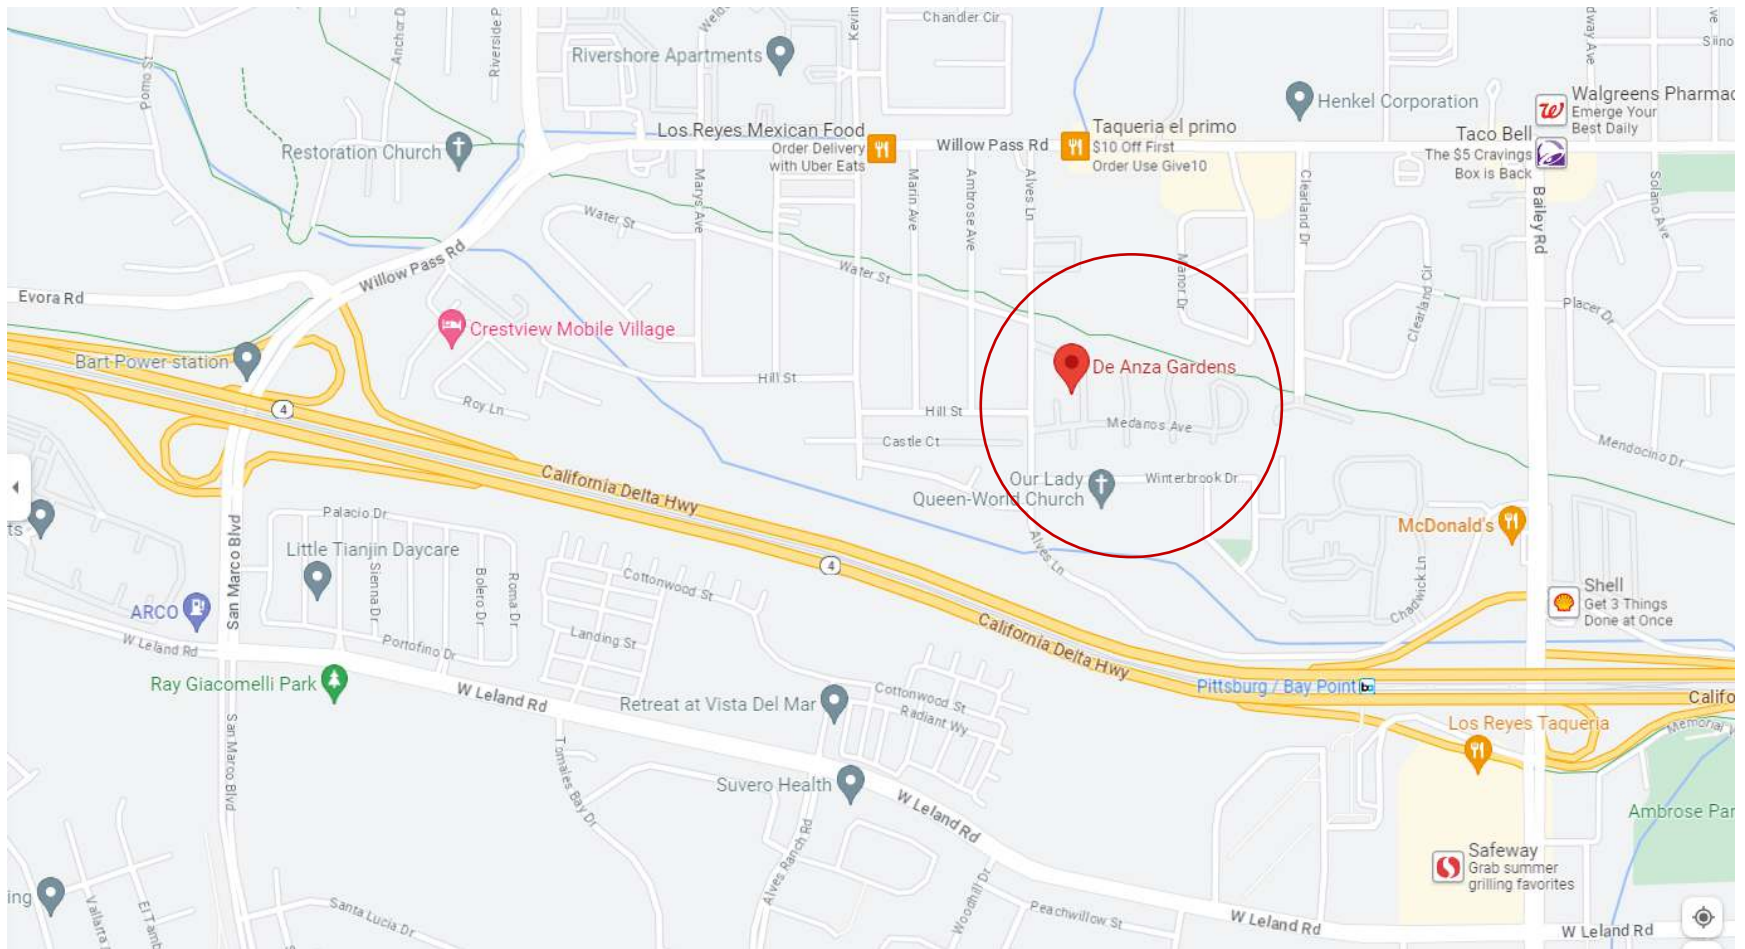 Chandler Cir
Anchor Dr
Pomo St
Siino
Rivershore Apartments
Walgreens Pharmac
Emerge Your
Best Daily
Henkel Corporation
Los Reyes Mexican Food
Order Delivery
with Uber Eats
Willow Pass Rd
Taqueria el primo
$10 Off First
Order Use Give10
Taco Bell
The $5 Cravings
Box is Back
Restoration Church
Marys Ave
Marin Ave
Ambrose Ave
Alves Ln
Clearland Dr
Bailey Rd
Solano Ave
Water St
Willow Pass Rd
Water St
Manor Dr
Clearland Cir
Evora Rd
Placer Dr
Crestview Mobile Village
Bart Power station
De Anza Gardens
Hill St
Roy Ln
4
Hill St
Medanos Ave
Castle Ct
Mendocino Dr
California Delta Hwy
Our Lady
Queen-World Church
Winterbrook Dr
ts
Palacio Dr
McDonald's
San Marco Blvd
Little Tianjin Daycare
Sienna Dr
Bolero Dr
Roma Dr
Cottonwood St
4
Alves Ln
Chadwick Ln
Shell
Get 3 Things
Done at Once
ARCO
W Leland Rd
Portofino Dr
Landing St
California Delta Hwy
Ray Giacomelli Park
W Leland Rd
Retreat at Vista Del Mar
Cottonwood St
Radiant Wy
Pittsburg / Bay Point
Califo
Los Reyes Taqueria
Memorial
San Marco Blvd
Tomales Bay Dr
Suvero Health
W Leland Rd
Ambrose Par
Alves Ranch Rd
Safeway
Grab summer
grilling favorites
ing
Vallarta
El Tamb
Santa Lucia Dr
Woodhill Dr
Peachwillow St
W Leland Rd
W Leland Rd